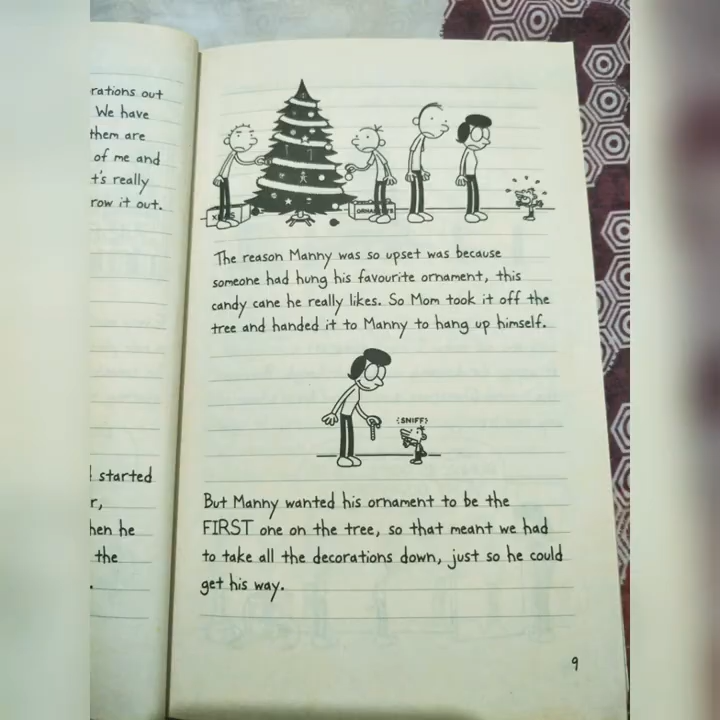 rations out
We have
them are
of me and
t's really
row it out.
started
r,
hen he
the
.
ORNAMENTS
The reason Manny was so upset was because
someone had hung his favourite ornament, this
candy cane he really likes. So Mom took it off the
tree and handed it to Manny to hang up himself.
SNIFF
But Manny wanted his ornament to be the
FIRST one on the tree, so that meant we had
to take all the decorations down, just so he could
get his way.
9